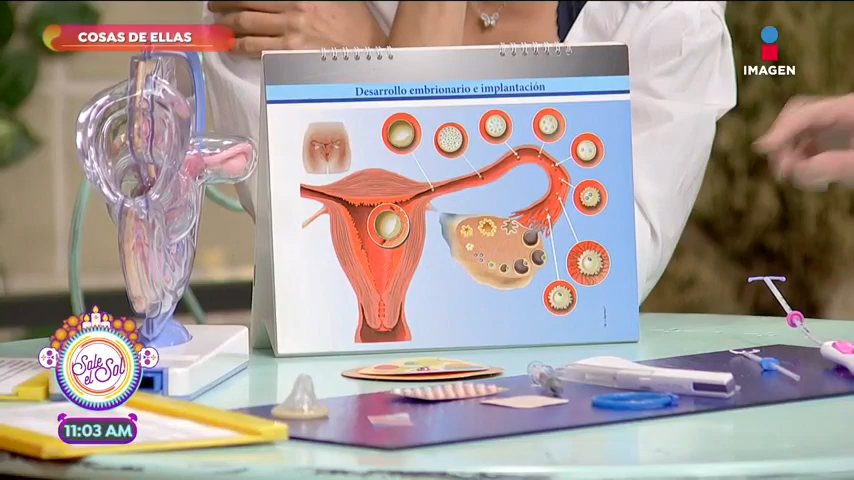 COSAS DE ELLAS
IMAGEN
Desarrollo embrionario e implantación
Sale
el Sol
11:03 AM